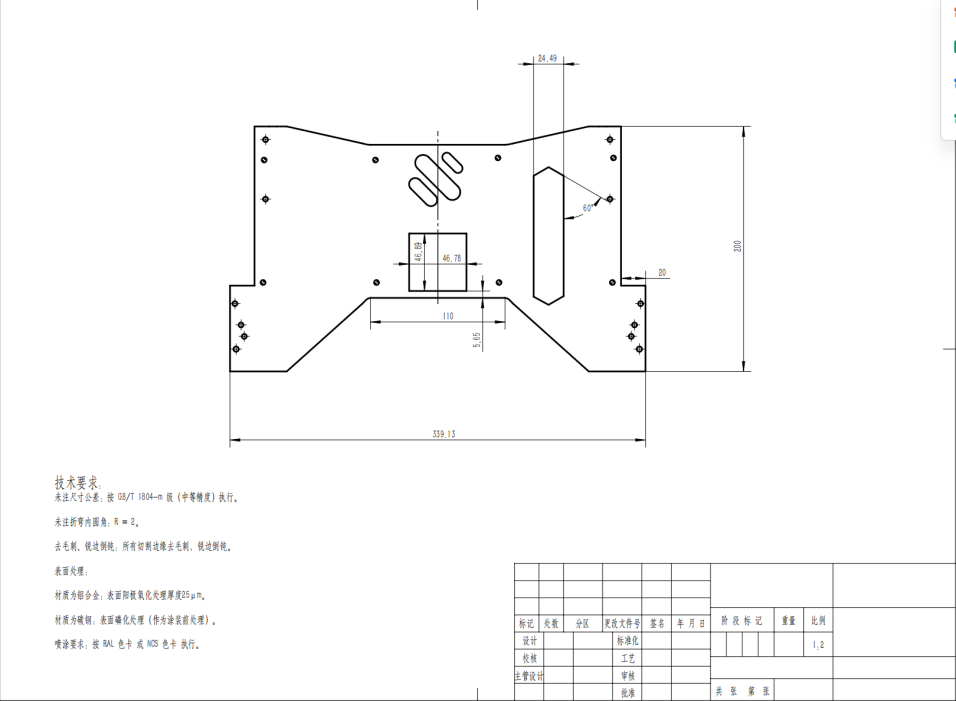 24.49
60°
200
46.89
46.78
20
110
5.65
339.13
技术要求:
未注尺寸公差: 按 GB/T 1804-m 级 (中等精度) 执行。
未注折弯内圆角: R = 2。
去毛刺、锐边倒钝: 所有切割边缘去毛刺, 锐边倒钝。
表面处理:
材质为铝合金: 表面阳极氧化处理厚度25μm。
材质为碳钢: 表面磷化处理 (作为涂装前处理) 。
喷涂要求: 按 RAL 色卡 或 NCS 色卡 执行。
标记 处数 分区 更改文件号 签名 年 月 日 阶 段 标 记 重量 比例
设计 标准化 1:2
校核 工艺
主管设计 审核
批准 共 张 第 张